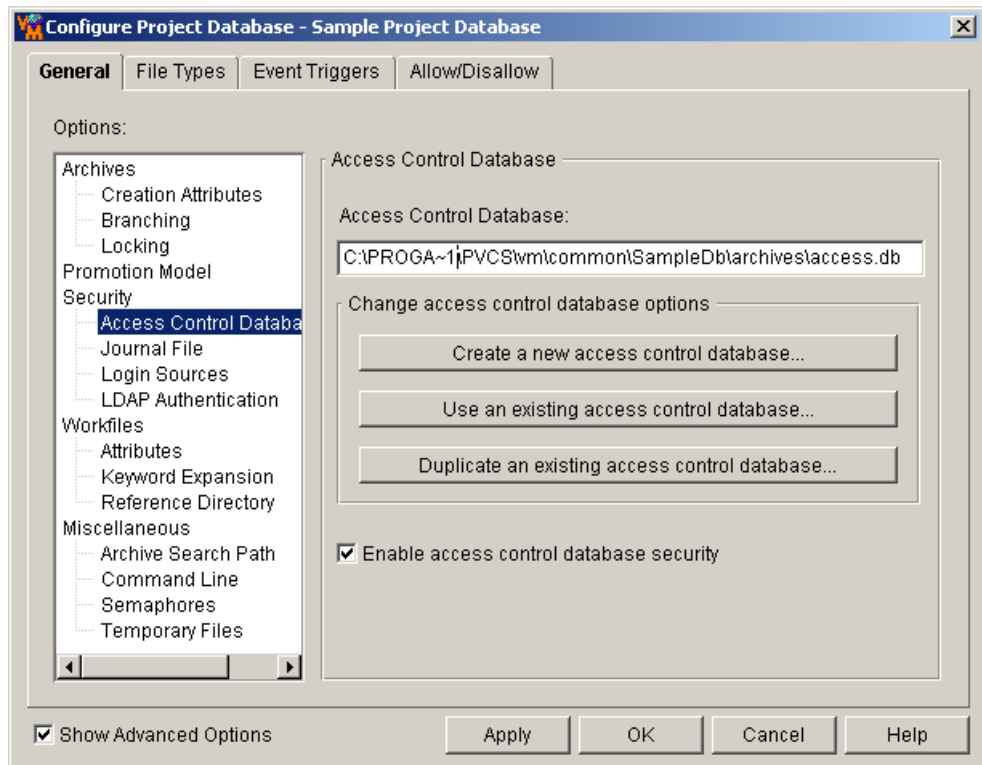 Configure Project Database - Sample Project Database
General File Types Event Triggers Allow/Disallow
Options:
Archives
Creation Attributes
Branching
Locking
Promotion Model
Security
Access Control Databa
Journal File
Login Sources
LDAP Authentication
Workfiles
Attributes
Keyword Expansion
Reference Directory
Miscellaneous
Archive Search Path
Command Line
Semaphores
Temporary Files
Access Control Database
Access Control Database:
C:\PROGA~1\PVCS\vm\common\SampleDb\archives\access.db
Change access control database options
Create a new access control database...
Use an existing access control database...
Duplicate an existing access control database...
Enable access control database security
Show Advanced Options Apply OK Cancel Help